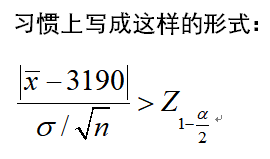 习惯上写成这样的形式：
|x̅ − 3190| / (σ / √n) > Z_{1−α/2}